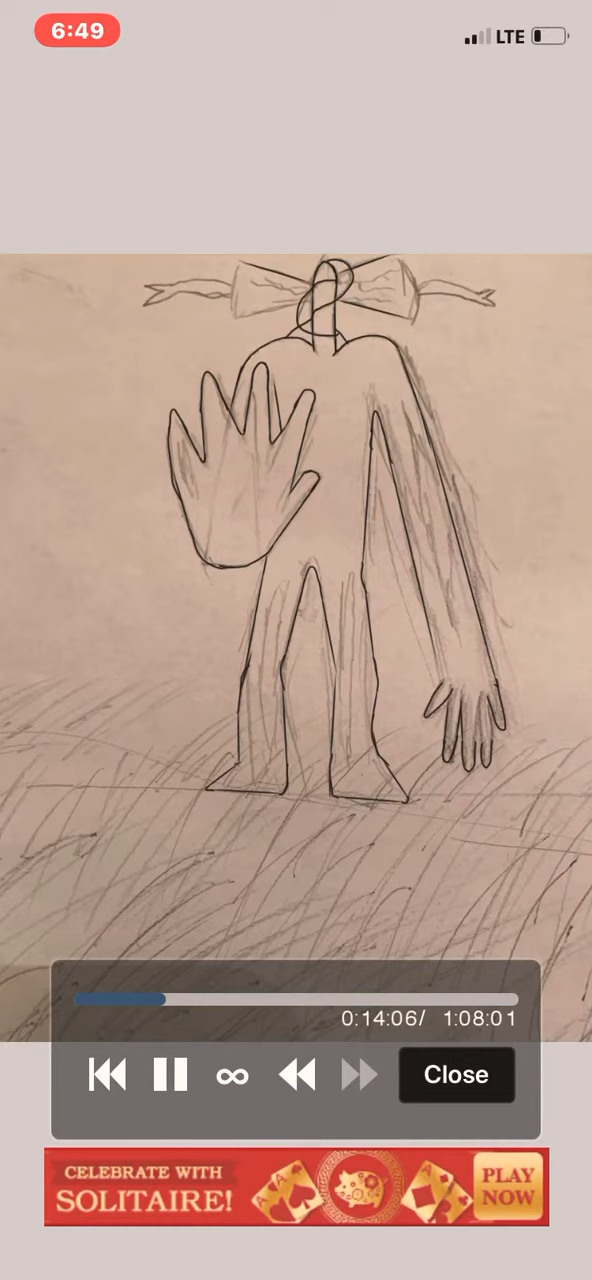 6:49
LTE
0:14:06/ 1:08:01
Close
CELEBRATE WITH
SOLITAIRE!
PLAY
NOW
A A A